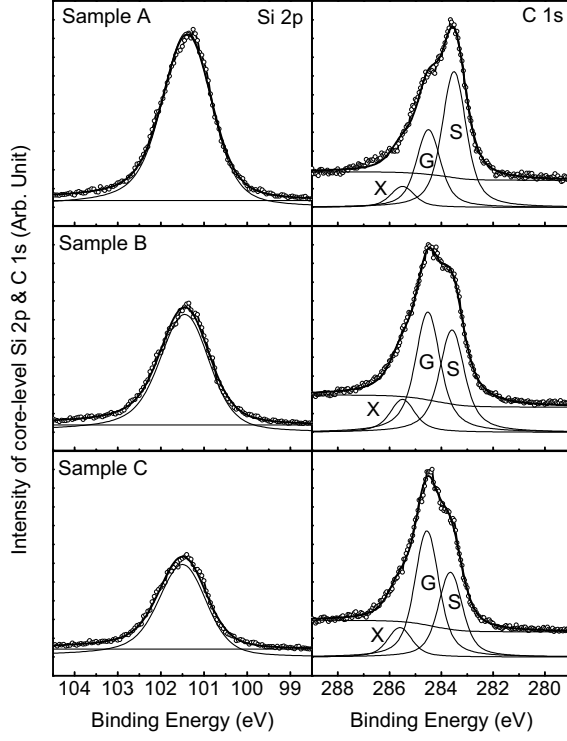 Sample A
Si 2p
C 1s
S
G
X
Sample B
G
S
X
Sample C
G
S
X
Intensity of core-level Si 2p & C 1s (Arb. Unit)
104 103 102 101 100 99
288 286 284 282 280
Binding Energy (eV)
Binding Energy (eV)